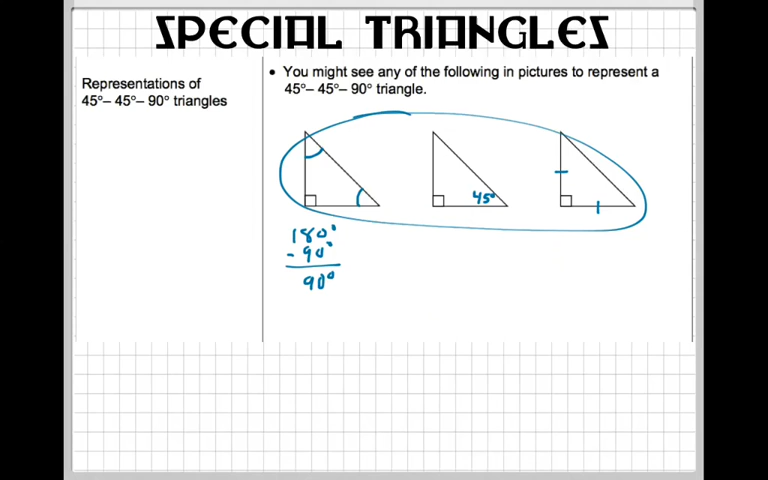 SPECIAL TRIANGLES
Representations of
45°– 45°– 90° triangles
• You might see any of the following in pictures to represent a
45°– 45°– 90° triangle.
45°
180°
- 90°
90°